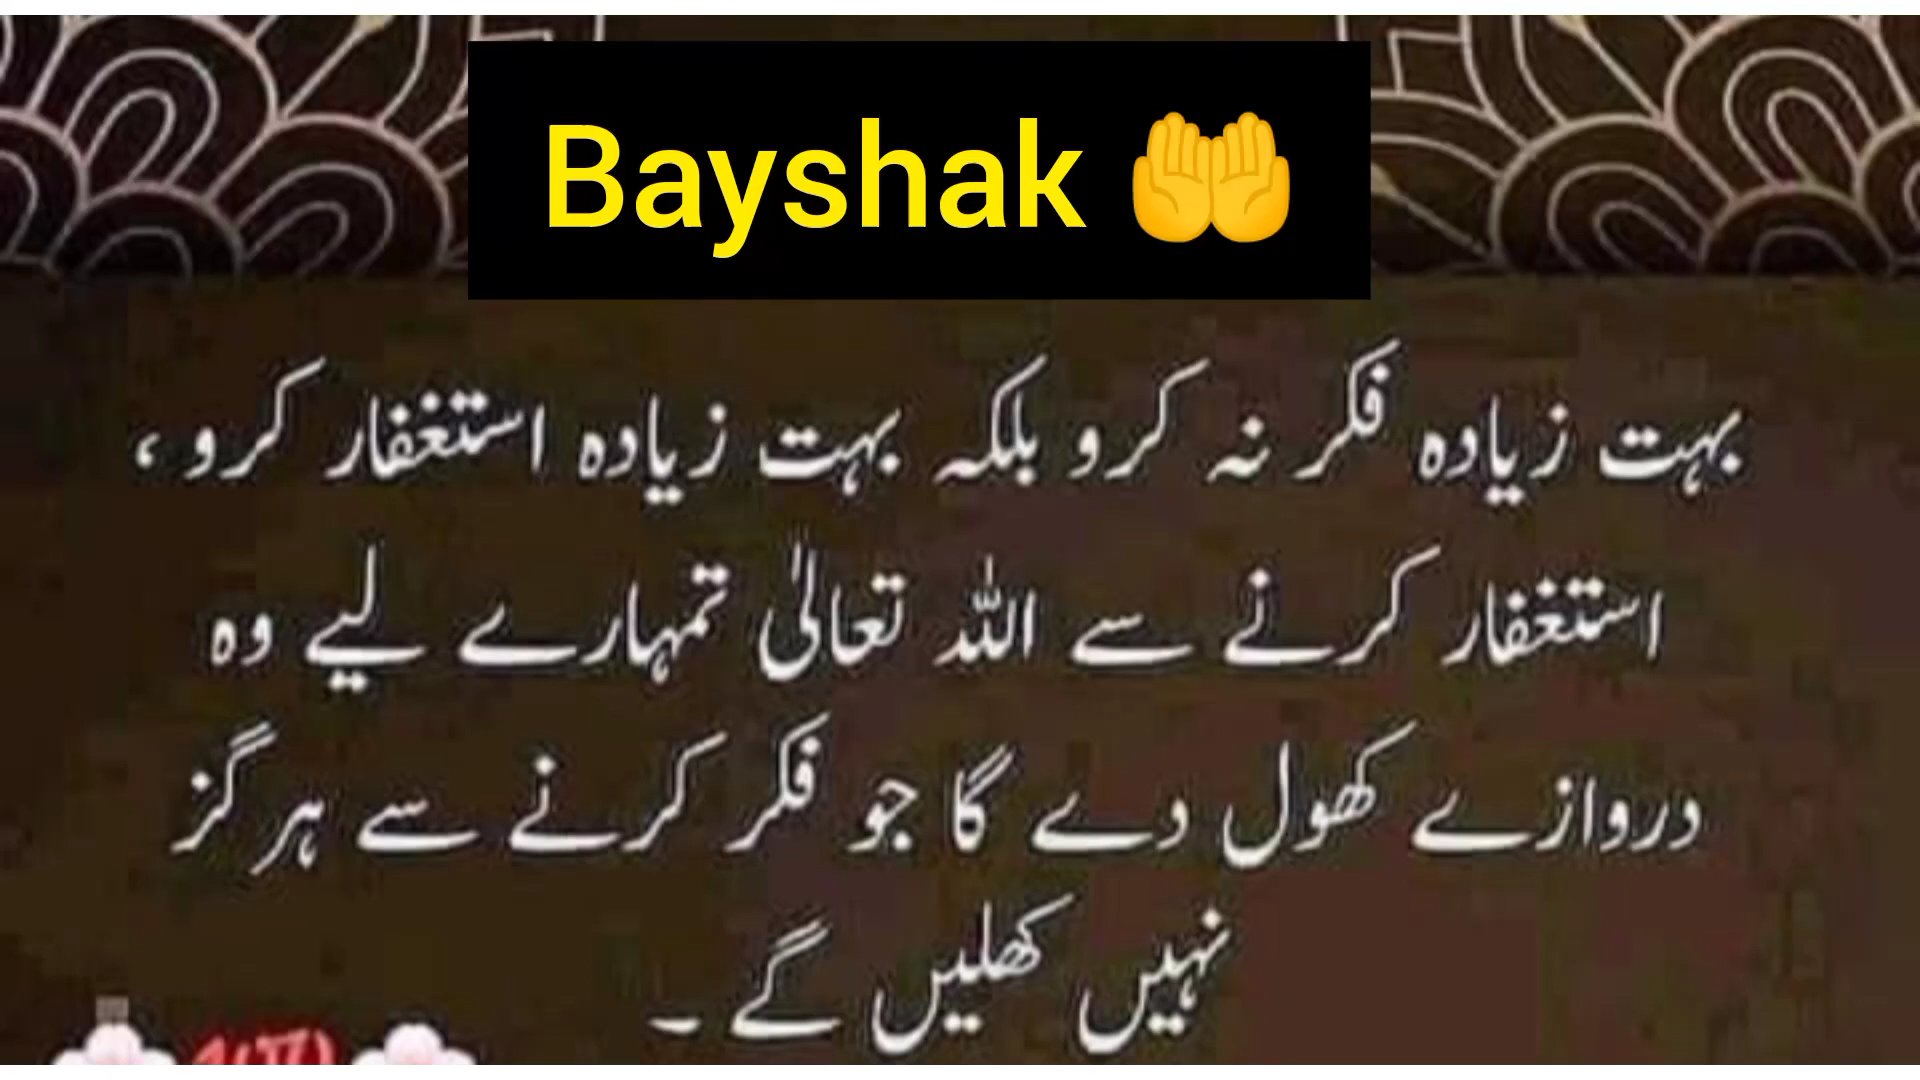 Bayshak 🤲
بہت زیادہ فکر نہ کرو بلکہ بہت زیادہ استغفار کرو ،
استغفار کرنے سے اللہ تعالیٰ تمہارے لیے وہ
دروازے کھول دے گا جو فکر کرنے سے ہرگز
نہیں کھلیں گے ۔